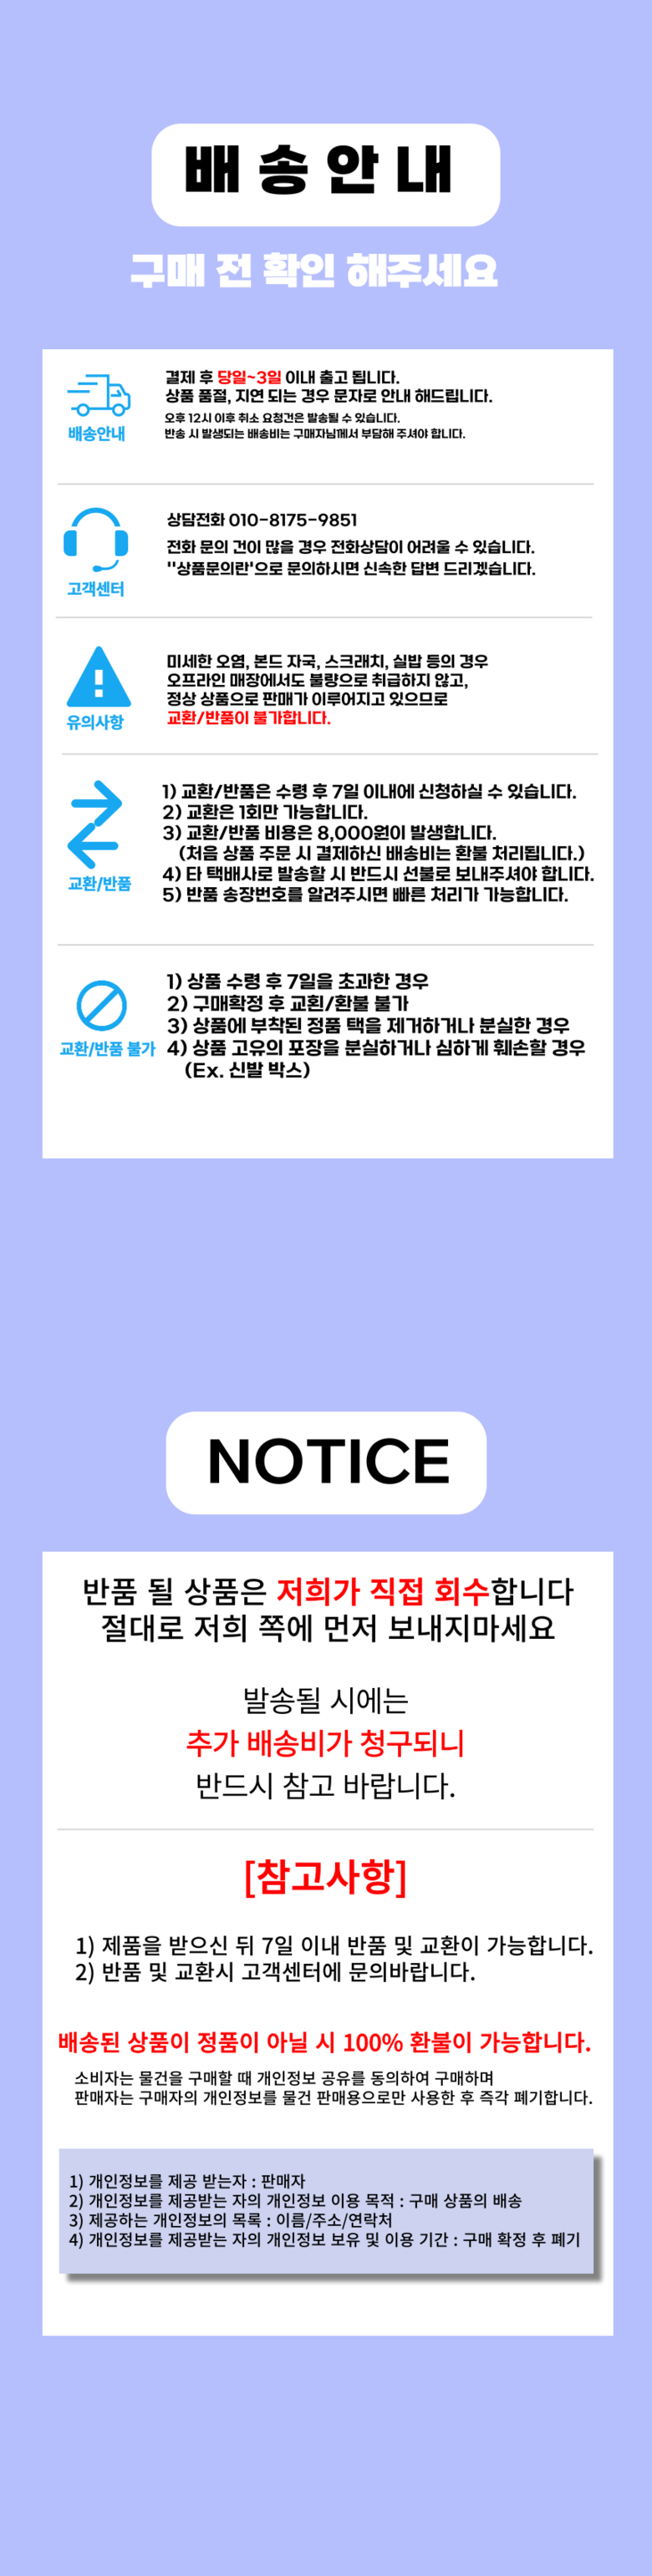 배송안내
구매 전 확인 해주세요
결제 후 당일~3일 이내 출고 됩니다.
상품 품절, 지연 되는 경우 문자로 안내 해드립니다.
오후 12시 이후 취소 요청건은 발송될 수 있습니다.
반송 시 발생되는 배송비는 구매자님께서 부담해 주셔야 합니다.
배송안내
상담전화 010-8175-9851
전화 문의 건이 많을 경우 전화상담이 어려울 수 있습니다.
''상품문의란'으로 문의하시면 신속한 답변 드리겠습니다.
고객센터
미세한 오염, 본드 자국, 스크래치, 실밥 등의 경우
오프라인 매장에서도 불량으로 취급하지 않고,
정상 상품으로 판매가 이루어지고 있으므로
교환/반품이 불가합니다.
유의사항
1) 교환/반품은 수령 후 7일 이내에 신청하실 수 있습니다.
2) 교환은 1회만 가능합니다.
3) 교환/반품 비용은 8,000원이 발생합니다.
(처음 상품 주문 시 결제하신 배송비는 환불 처리됩니다.)
4) 타 택배사로 발송할 시 반드시 선불로 보내주셔야 합니다.
5) 반품 송장번호를 알려주시면 빠른 처리가 가능합니다.
교환/반품
1) 상품 수령 후 7일을 초과한 경우
2) 구매확정 후 교횐/환불 불가
3) 상품에 부착된 정품 택을 제거하거나 분실한 경우
4) 상품 고유의 포장을 분실하거나 심하게 훼손할 경우
(Ex. 신발 박스)
교환/반품 불가
NOTICE
반품 될 상품은 저희가 직접 회수합니다
절대로 저희 쪽에 먼저 보내지마세요
발송될 시에는
추가 배송비가 청구되니
반드시 참고 바랍니다.
[참고사항]
1) 제품을 받으신 뒤 7일 이내 반품 및 교환이 가능합니다.
2) 반품 및 교환시 고객센터에 문의바랍니다.
배송된 상품이 정품이 아닐 시 100% 환불이 가능합니다.
소비자는 물건을 구매할 때 개인정보 공유를 동의하여 구매하며
판매자는 구매자의 개인정보를 물건 판매용으로만 사용한 후 즉각 폐기합니다.
1) 개인정보를 제공 받는자 : 판매자
2) 개인정보를 제공받는 자의 개인정보 이용 목적 : 구매 상품의 배송
3) 제공하는 개인정보의 목록 : 이름/주소/연락처
4) 개인정보를 제공받는 자의 개인정보 보유 및 이용 기간 : 구매 확정 후 폐기